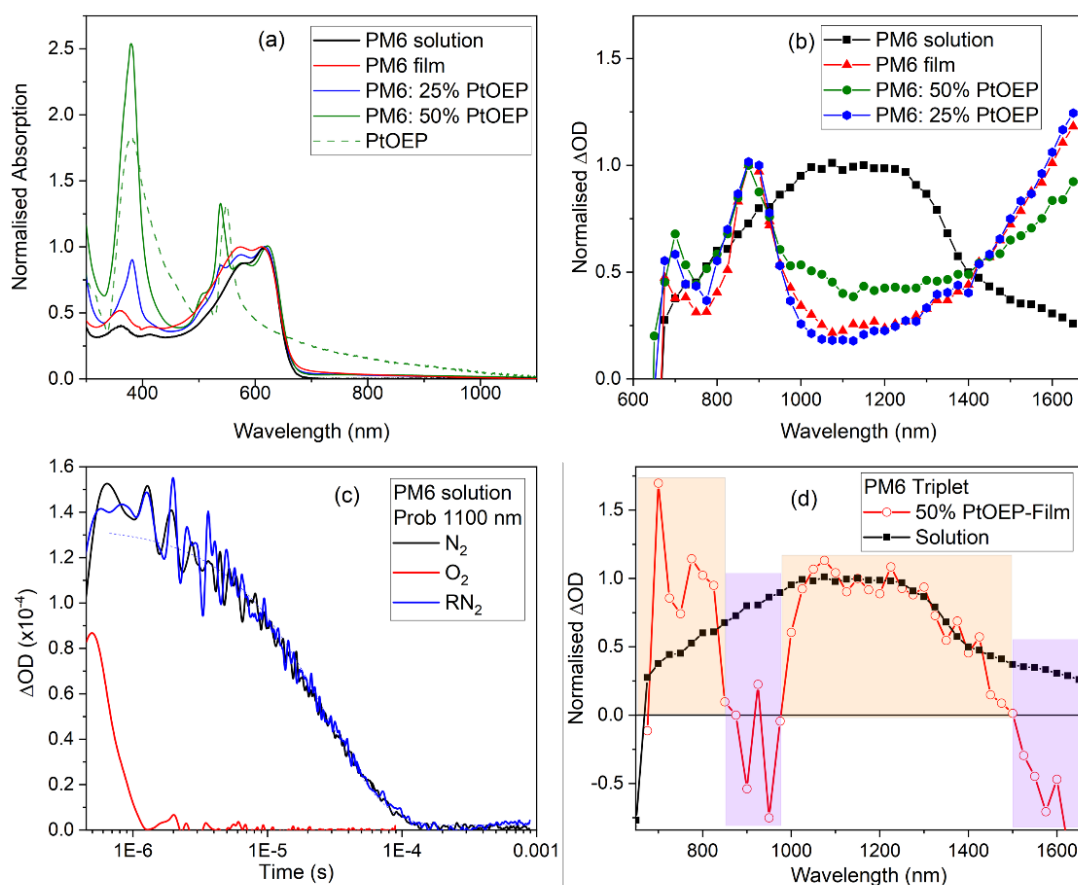 (a)
PM6 solution
PM6 film
PM6: 25% PtOEP
PM6: 50% PtOEP
PtOEP
Normalised Absorption
2.5
2.0
1.5
1.0
0.5
0.0
400 600 800 1000
Wavelength (nm)
(b)
PM6 solution
PM6 film
PM6: 50% PtOEP
PM6: 25% PtOEP
Normalised ΔOD
1.5
1.0
0.5
0.0
600 800 1000 1200 1400 1600
Wavelength (nm)
(c)
PM6 solution
Prob 1100 nm
N2
O2
RN2
ΔOD (x10⁻⁴)
1.6
1.4
1.2
1.0
0.8
0.6
0.4
0.2
0.0
1E-6 1E-5 1E-4 0.001
Time (s)
(d)
PM6 Triplet
50% PtOEP-Film
Solution
Normalised ΔOD
1.5
1.0
0.5
0.0
-0.5
800 1000 1200 1400 1600
Wavelength (nm)